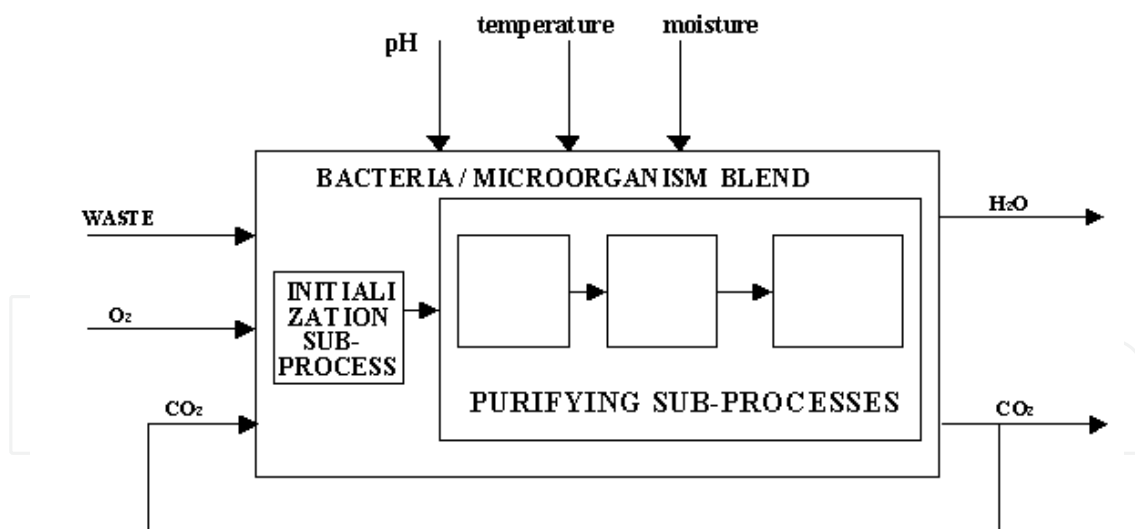 pH
temperature
moisture
BACTERIA / MICROORGANISM BLEND
WASTE
H₂O
O₂
INITIALI
ZATION
SUB-
PROCESS
PURIFYING SUB-PROCESSES
CO₂
CO₂